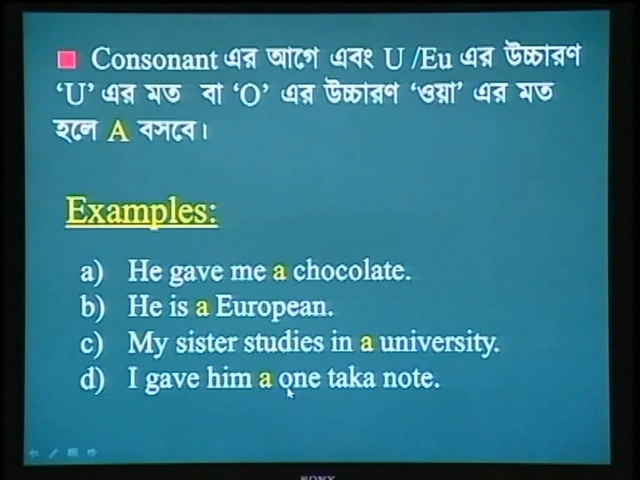 Consonant এর আগে এবং U /Eu এর উচ্চারণ
‘U’ এর মত বা ‘O’ এর উচ্চারণ ‘ওয়া’ এর মত
হলে A বসবে।
Examples:
a) He gave me a chocolate.
b) He is a European.
c) My sister studies in a university.
d) I gave him a one taka note.
SONY